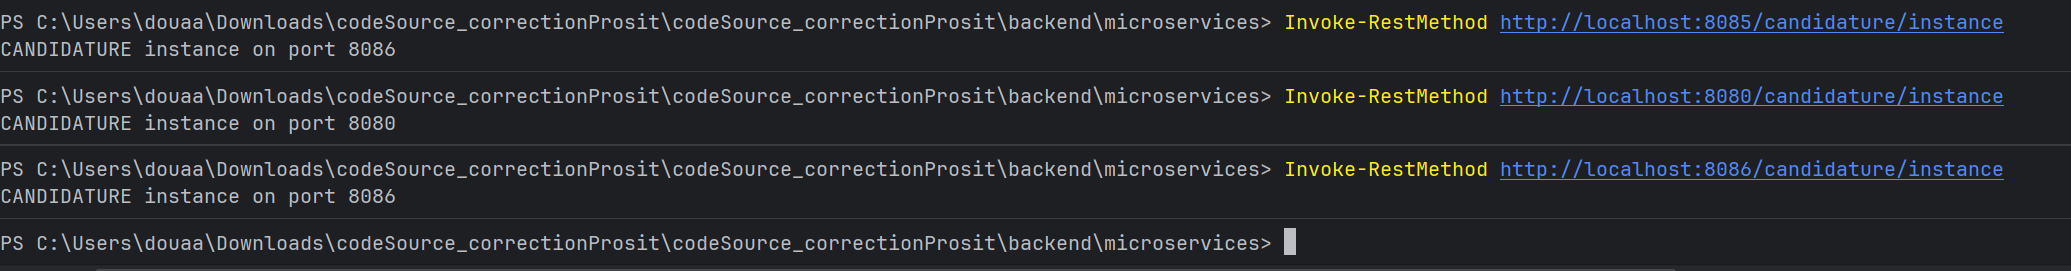 PS C:\Users\douaa\Downloads\codeSource_correctionProsit\codeSource_correctionProsit\backend\microservices> Invoke-RestMethod http://localhost:8085/candidature/instance
CANDIDATURE instance on port 8086
PS C:\Users\douaa\Downloads\codeSource_correctionProsit\codeSource_correctionProsit\backend\microservices> Invoke-RestMethod http://localhost:8080/candidature/instance
CANDIDATURE instance on port 8080
PS C:\Users\douaa\Downloads\codeSource_correctionProsit\codeSource_correctionProsit\backend\microservices> Invoke-RestMethod http://localhost:8086/candidature/instance
CANDIDATURE instance on port 8086
PS C:\Users\douaa\Downloads\codeSource_correctionProsit\codeSource_correctionProsit\backend\microservices>